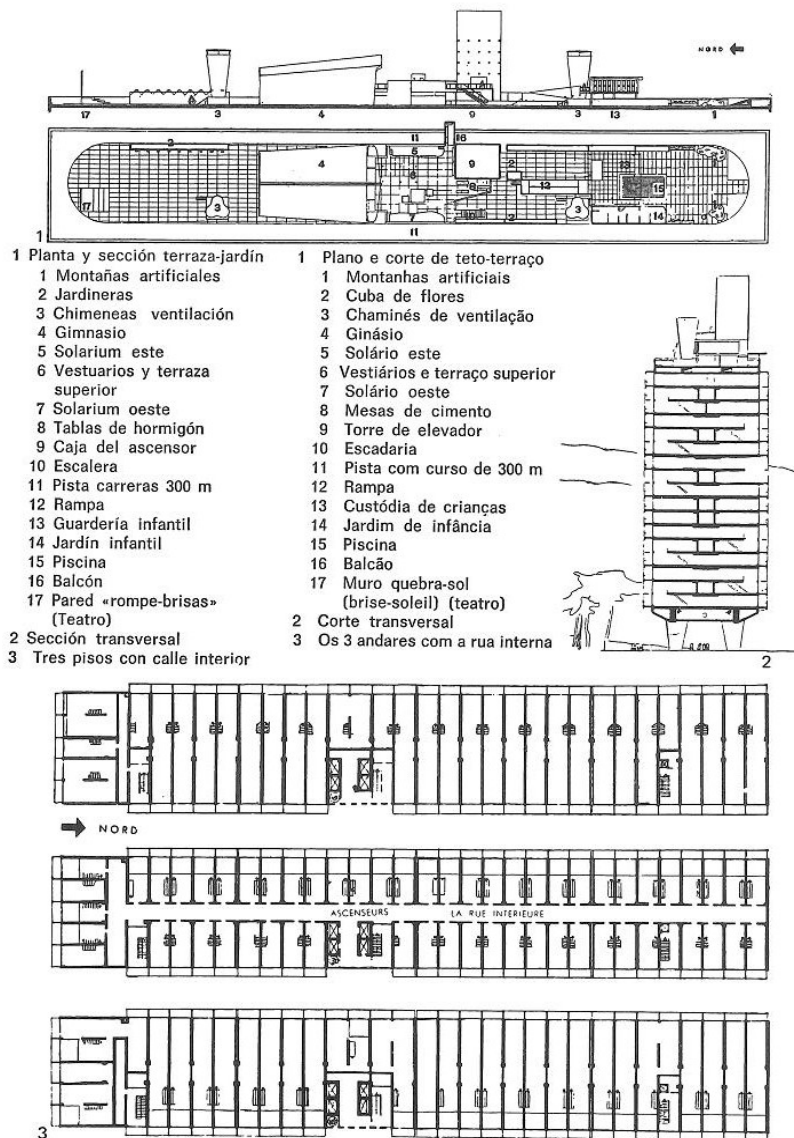 NORD
17 3 4 9 3 13 1
2 11 16
5
4 6 9 2 13
8 12 15
17 3 7 10 2 3 14
1 11
1 Planta y sección terraza-jardín
1 Montañas artificiales
2 Jardineras
3 Chimeneas ventilación
4 Gimnasio
5 Solarium este
6 Vestuarios y terraza
superior
7 Solarium oeste
8 Tablas de hormigón
9 Caja del ascensor
10 Escalera
11 Pista carreras 300 m
12 Rampa
13 Guardería infantil
14 Jardín infantil
15 Piscina
16 Balcón
17 Pared «rompe-brisas»
(Teatro)
2 Sección transversal
3 Tres pisos con calle interior
1 Plano e corte de teto-terraço
1 Montanhas artificiais
2 Cuba de flores
3 Chaminés de ventilação
4 Ginásio
5 Solário este
6 Vestiários e terraço superior
7 Solário oeste
8 Mesas de cimento
9 Torre de elevador
10 Escadaria
11 Pista com curso de 300 m
12 Rampa
13 Custódia de crianças
14 Jardim de infância
15 Piscina
16 Balcão
17 Muro quebra-sol
(brise-soleil) (teatro)
2 Corte transversal
3 Os 3 andares com a rua interna
2
NORD
ASCENSEURS LA RUE INTERIEURE
3